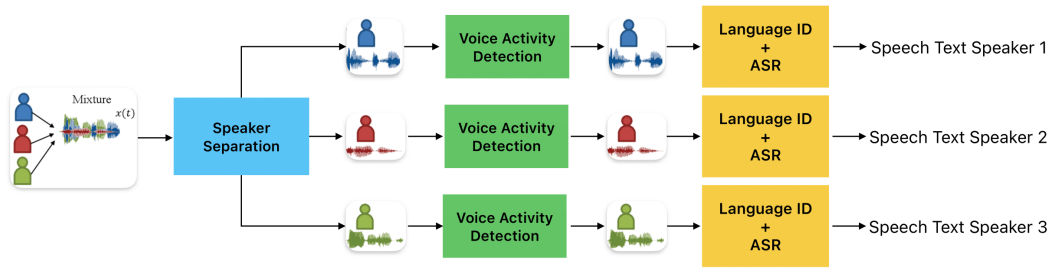 Mixture
x(t)
Speaker
Separation
Voice Activity
Detection
Language ID
+
ASR
Speech Text Speaker 1
Voice Activity
Detection
Language ID
+
ASR
Speech Text Speaker 2
Voice Activity
Detection
Language ID
+
ASR
Speech Text Speaker 3